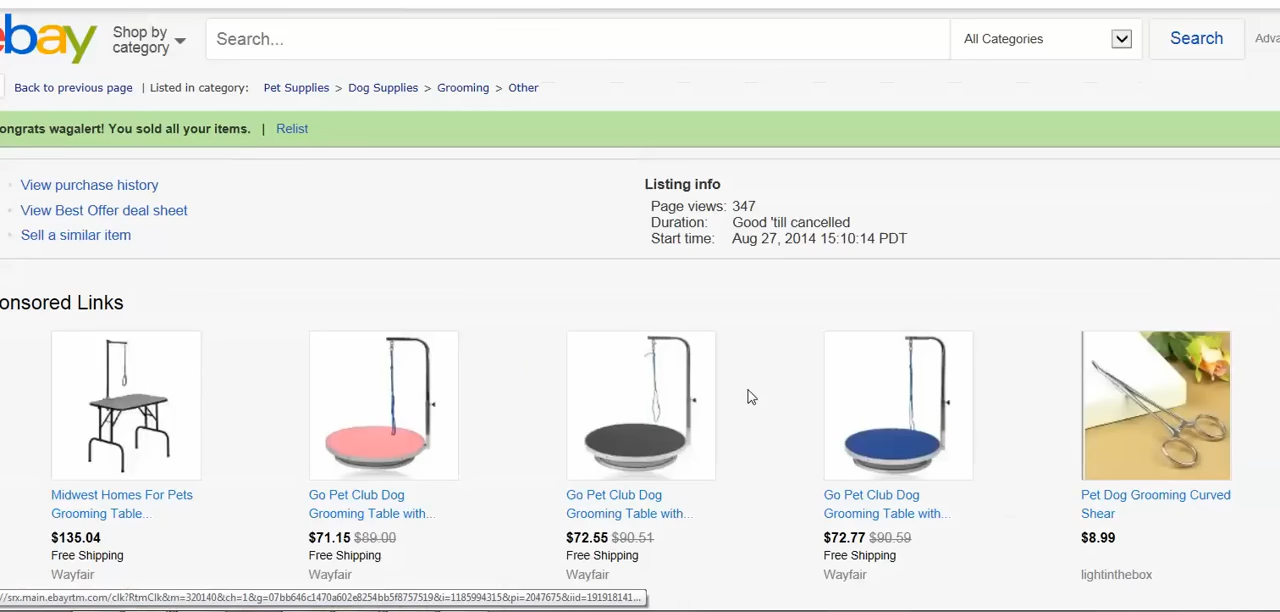 ebay
Shop by
category
Search...
All Categories
Search
Back to previous page | Listed in category: Pet Supplies > Dog Supplies > Grooming > Other
ongrats wagalert! You sold all your items. | Relist
View purchase history
View Best Offer deal sheet
Sell a similar item
Listing info
Page views: 347
Duration: Good 'till cancelled
Start time: Aug 27, 2014 15:10:14 PDT
onsored Links
Midwest Homes For Pets
Grooming Table...
$135.04
Free Shipping
Wayfair
Go Pet Club Dog
Grooming Table with...
$71.15 $89.00
Free Shipping
Wayfair
Go Pet Club Dog
Grooming Table with...
$72.55 $90.51
Free Shipping
Wayfair
Go Pet Club Dog
Grooming Table with...
$72.77 $90.59
Free Shipping
Wayfair
Pet Dog Grooming Curved
Shear
$8.99
lightinthebox